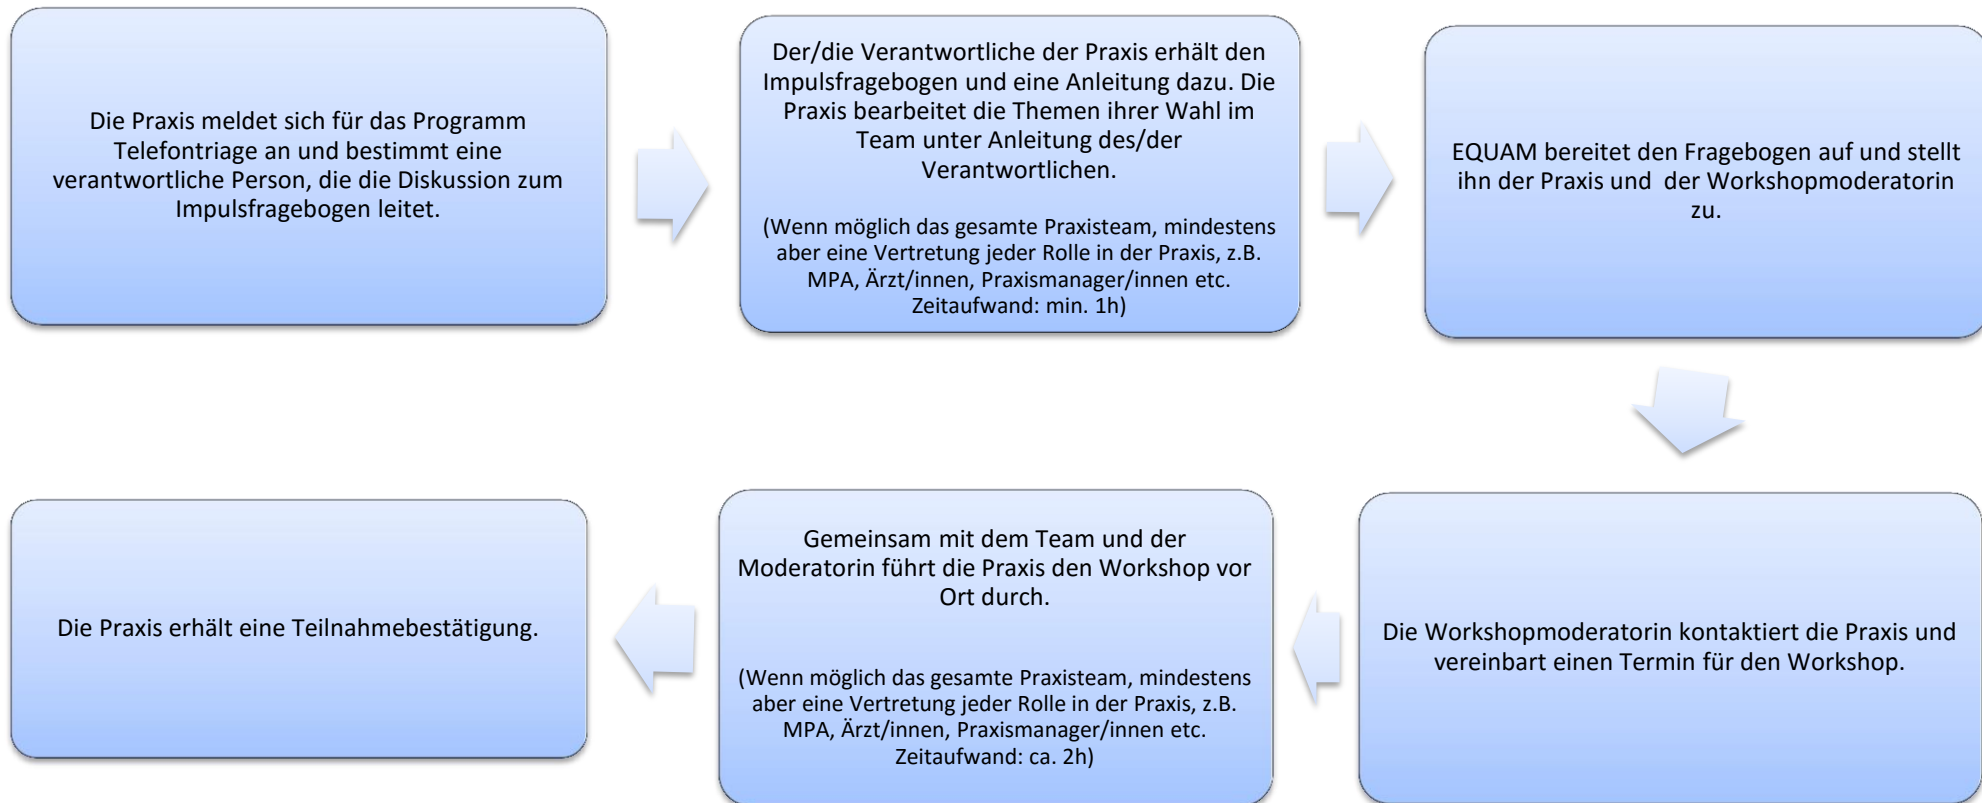 Die Praxis meldet sich für das Programm
Telefontriage an und bestimmt eine
verantwortliche Person, die die Diskussion zum
Impulsfragebogen leitet.
Der/die Verantwortliche der Praxis erhält den
Impulsfragebogen und eine Anleitung dazu. Die
Praxis bearbeitet die Themen ihrer Wahl im
Team unter Anleitung des/der
Verantwortlichen.
(Wenn möglich das gesamte Praxisteam, mindestens
aber eine Vertretung jeder Rolle in der Praxis, z.B.
MPA, Ärzt/innen, Praxismanager/innen etc.
Zeitaufwand: min. 1h)
EQUAM bereitet den Fragebogen auf und stellt
ihn der Praxis und  der Workshopmoderatorin
zu.
Die Workshopmoderatorin kontaktiert die Praxis und
vereinbart einen Termin für den Workshop.
Gemeinsam mit dem Team und der
Moderatorin führt die Praxis den Workshop vor
Ort durch.
(Wenn möglich das gesamte Praxisteam, mindestens
aber eine Vertretung jeder Rolle in der Praxis, z.B.
MPA, Ärzt/innen, Praxismanager/innen etc.
Zeitaufwand: ca. 2h)
Die Praxis erhält eine Teilnahmebestätigung.